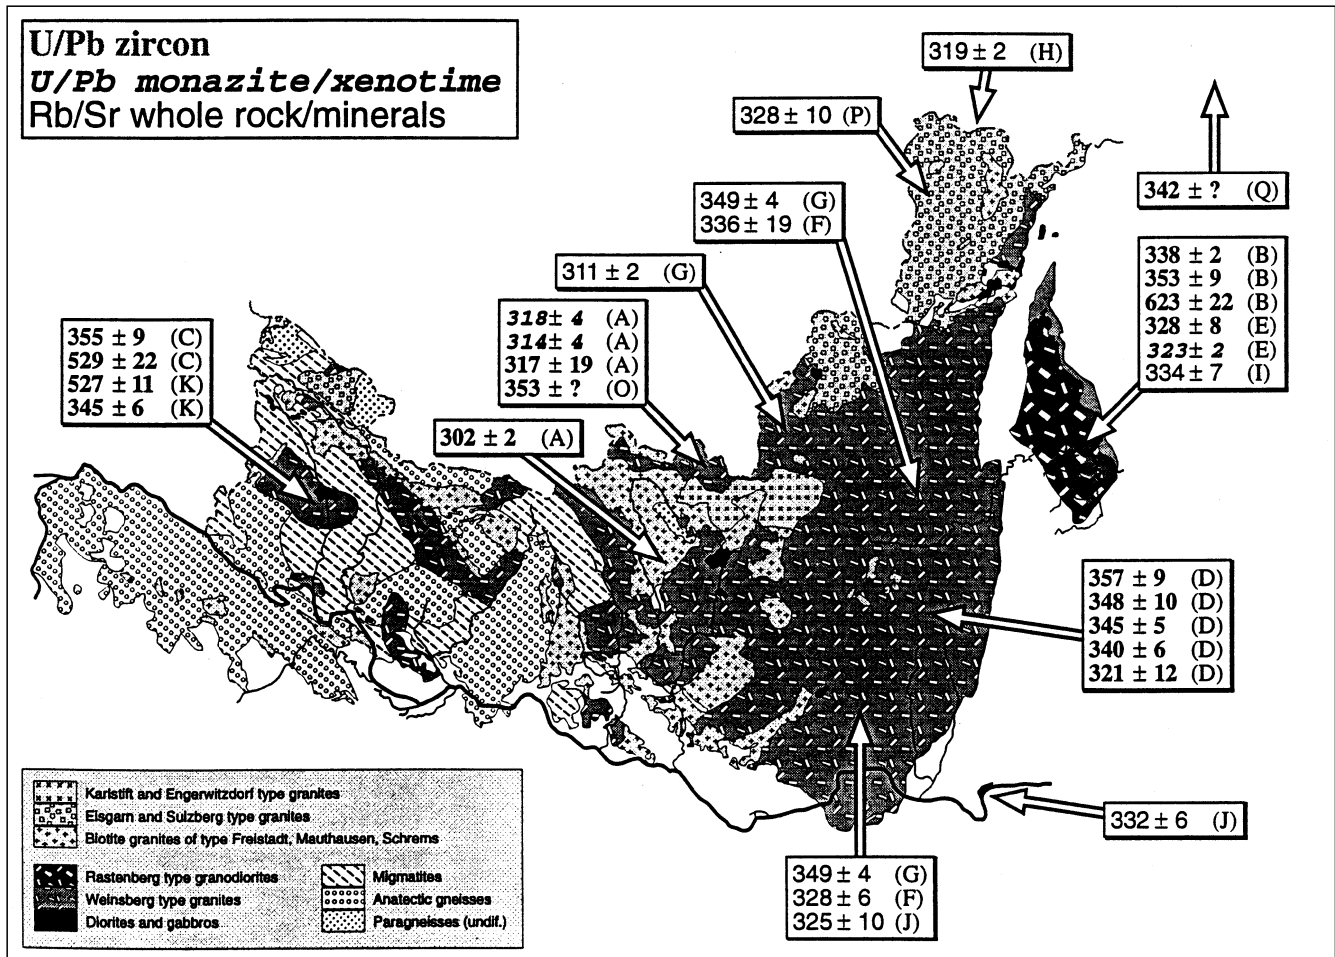 U/Pb zircon
U/Pb monazite/xenotime
Rb/Sr whole rock/minerals
319 ± 2 (H)
328 ± 10 (P)
342 ± ? (Q)
349 ± 4 (G)
336 ± 19 (F)
338 ± 2 (B)
353 ± 9 (B)
623 ± 22 (B)
328 ± 8 (E)
323 ± 2 (E)
334 ± 7 (I)
311 ± 2 (G)
318 ± 4 (A)
314 ± 4 (A)
317 ± 19 (A)
353 ± ? (O)
355 ± 9 (C)
529 ± 22 (C)
527 ± 11 (K)
345 ± 6 (K)
302 ± 2 (A)
357 ± 9 (D)
348 ± 10 (D)
345 ± 5 (D)
340 ± 6 (D)
321 ± 12 (D)
332 ± 6 (J)
349 ± 4 (G)
328 ± 6 (F)
325 ± 10 (J)
Karlstift and Engerwitzdorf type granites
Eisgarn and Sulzberg type granites
Biotite granites of type Freistadt, Mauthausen, Schrems
Rastenberg type granodiorites
Weinsberg type granites
Diorites and gabbros
Migmatites
Anatectic gneisses
Paragneisses (undif.)